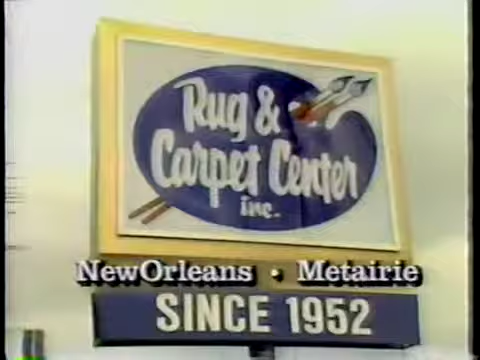 Rug &
Carpet Center
inc.
NewOrleans • Metairie
SINCE 1952